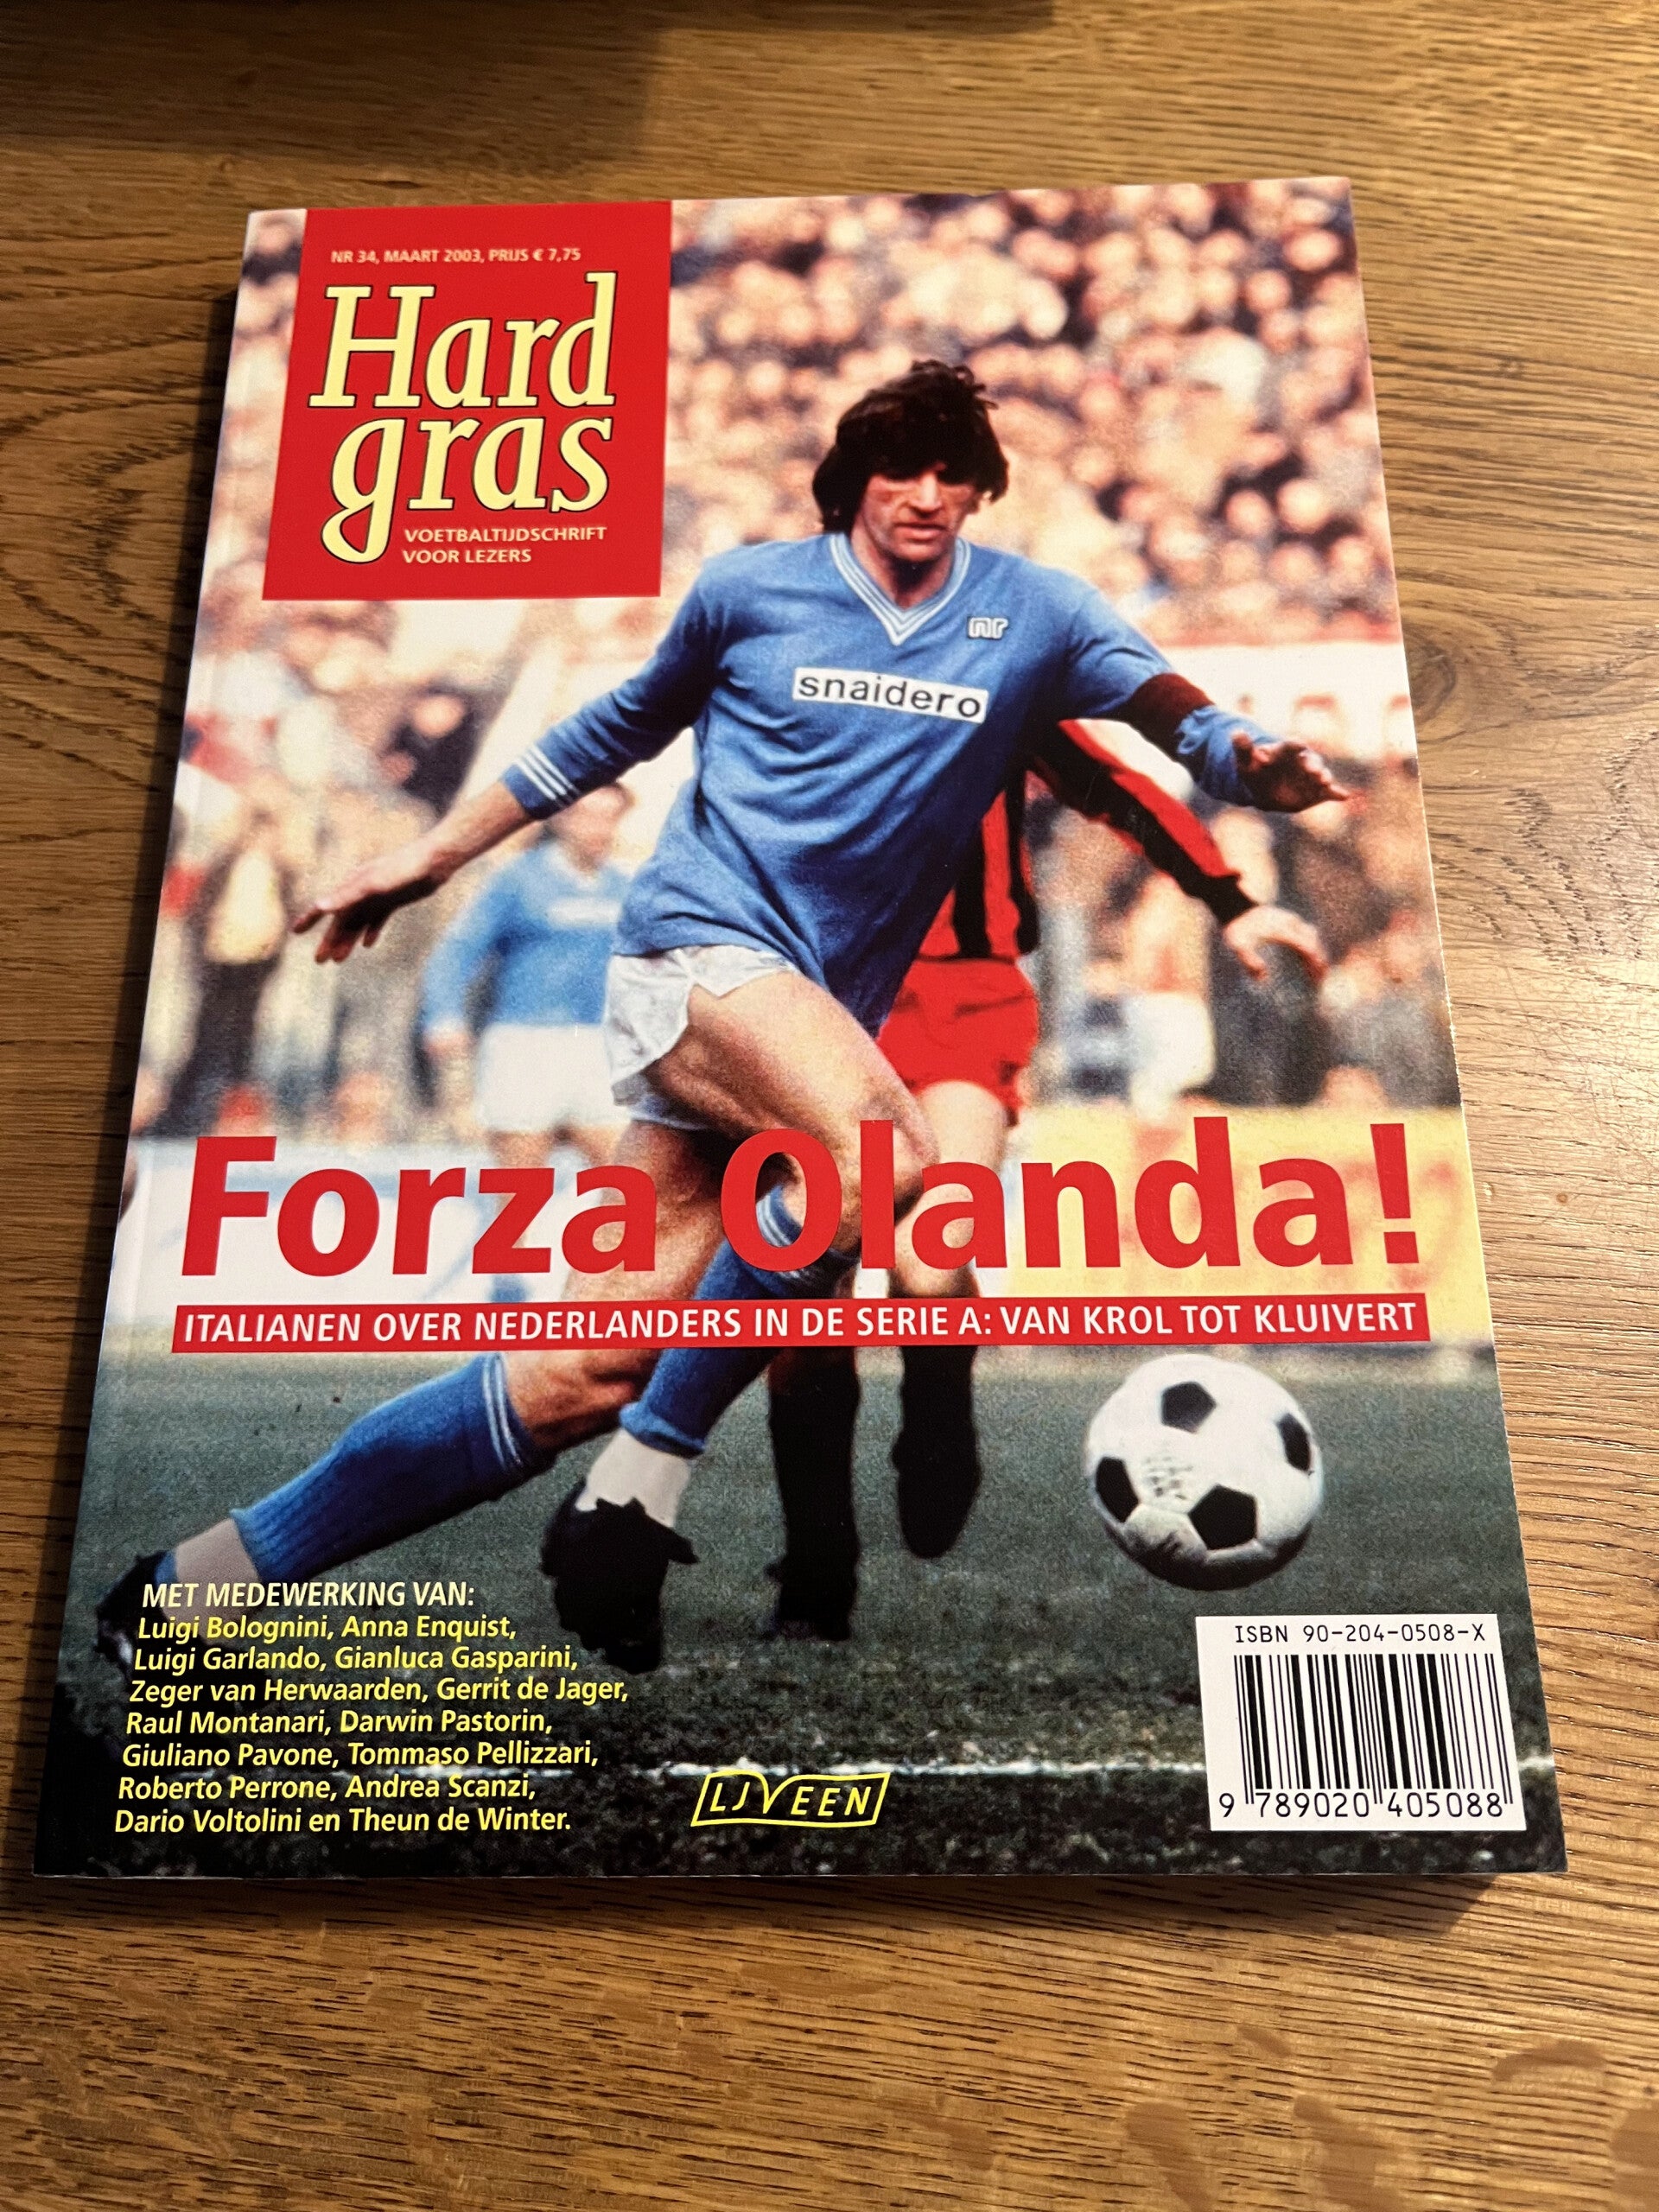 NR 34, MAART 2003, PRIJS € 7,75
Hard
gras
VOETBALTIJDSCHRIFT
VOOR LEZERS
nr
snaidero
Forza Olanda!
ITALIANEN OVER NEDERLANDERS IN DE SERIE A: VAN KROL TOT KLUIVERT
MET MEDEWERKING VAN:
Luigi Bolognini, Anna Enquist,
Luigi Garlando, Gianluca Gasparini,
Zeger van Herwaarden, Gerrit de Jager,
Raul Montanari, Darwin Pastorin,
Giuliano Pavone, Tommaso Pellizzari,
Roberto Perrone, Andrea Scanzi,
Dario Voltolini en Theun de Winter.
LJVEEN
ISBN 90-204-0508-X
9 789020 405088